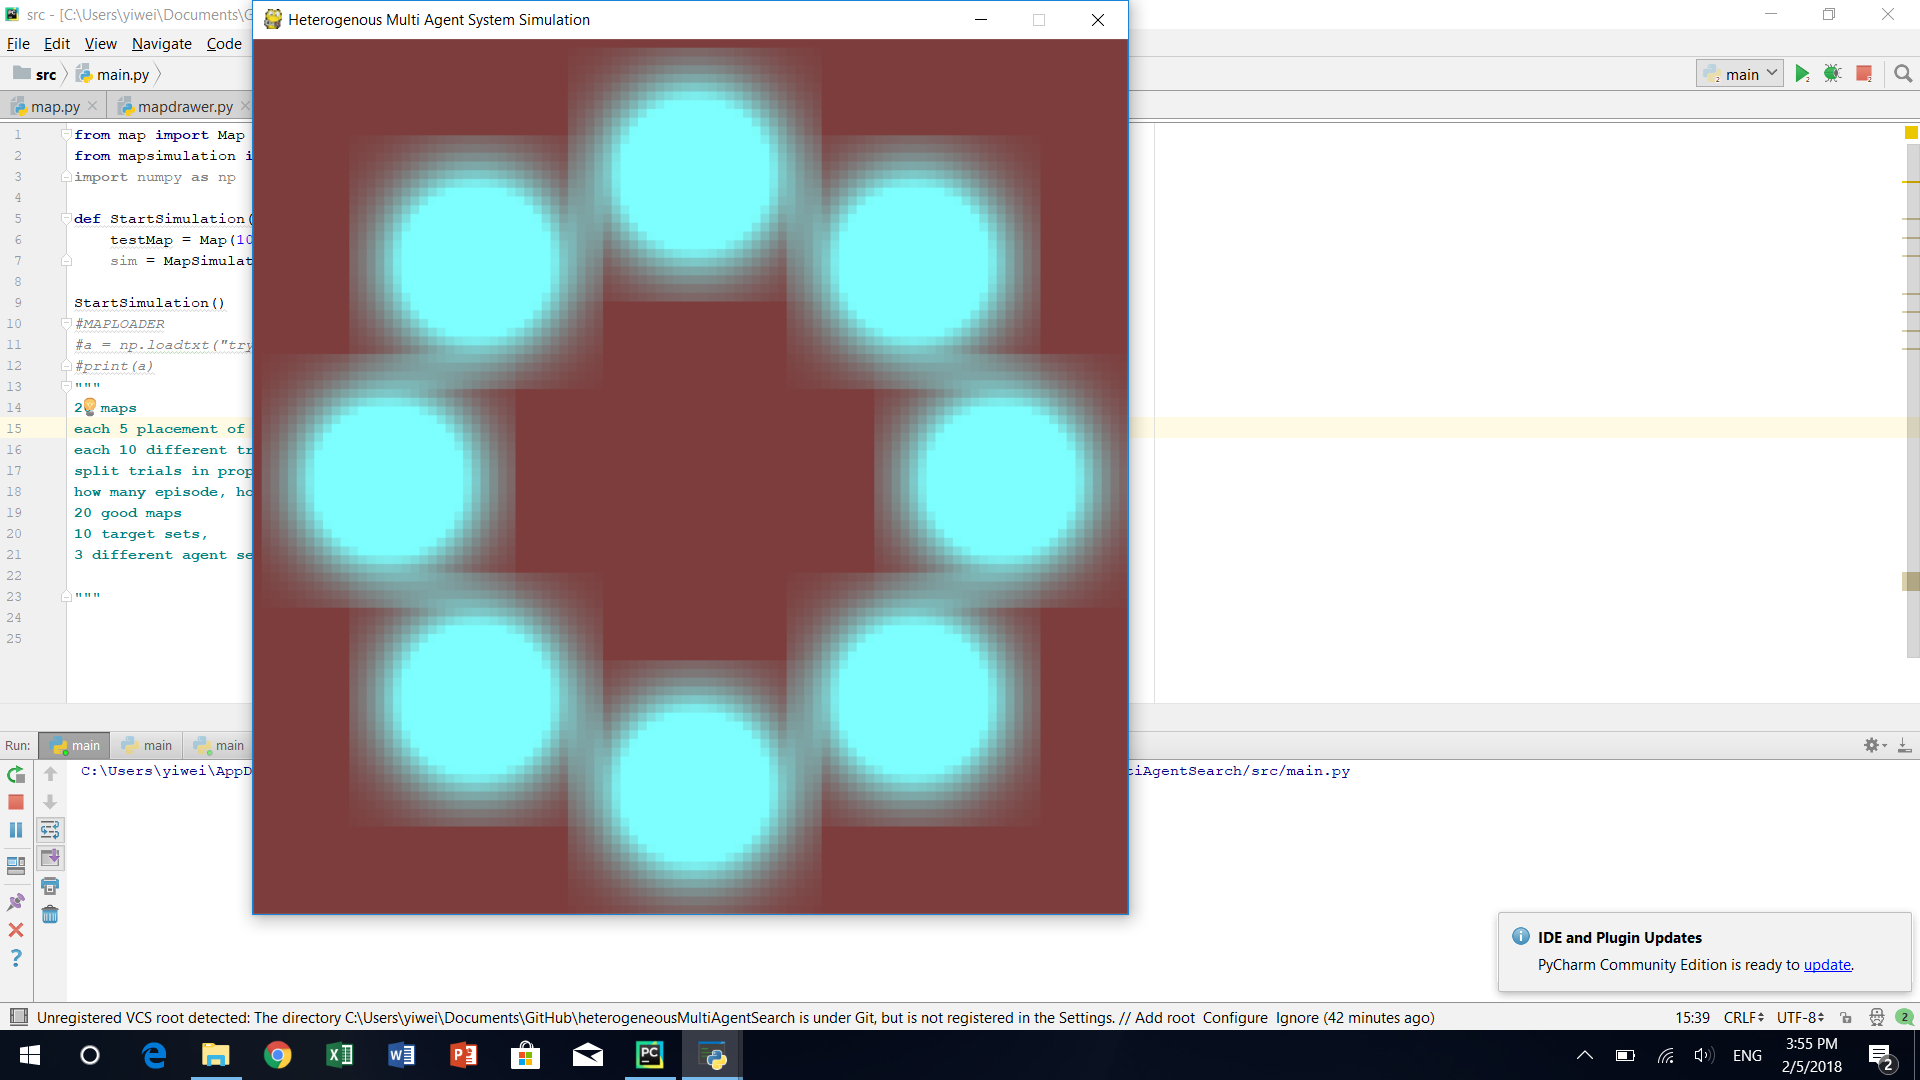 src - [C:\Users\yiwei\Documents\G
Heterogenous Multi Agent System Simulation
File Edit View Navigate Code
src main.py
main
map.py mapdrawer.py
1 from map import Map
2 from mapsimulation i
3 import numpy as np
4
5 def StartSimulation(
6 testMap = Map(10
7 sim = MapSimulat
8
9 StartSimulation()
10 #MAPLOADER
11 #a = np.loadtxt("try
12 #print(a)
13 """
14 2 maps
15 each 5 placement of
16 each 10 different tr
17 split trials in prop
18 how many episode, ho
19 20 good maps
20 10 target sets,
21 3 different agent se
22
23 """
24
25
Run: main main main
C:\Users\yiwei\AppD
tiAgentSearch/src/main.py
IDE and Plugin Updates
PyCharm Community Edition is ready to update.
Unregistered VCS root detected: The directory C:\Users\yiwei\Documents\GitHub\heterogeneousMultiAgentSearch is under Git, but is not registered in the Settings. // Add root Configure Ignore (42 minutes ago)
15:39 CRLF UTF-8 2
ENG
3:55 PM
2/5/2018
2